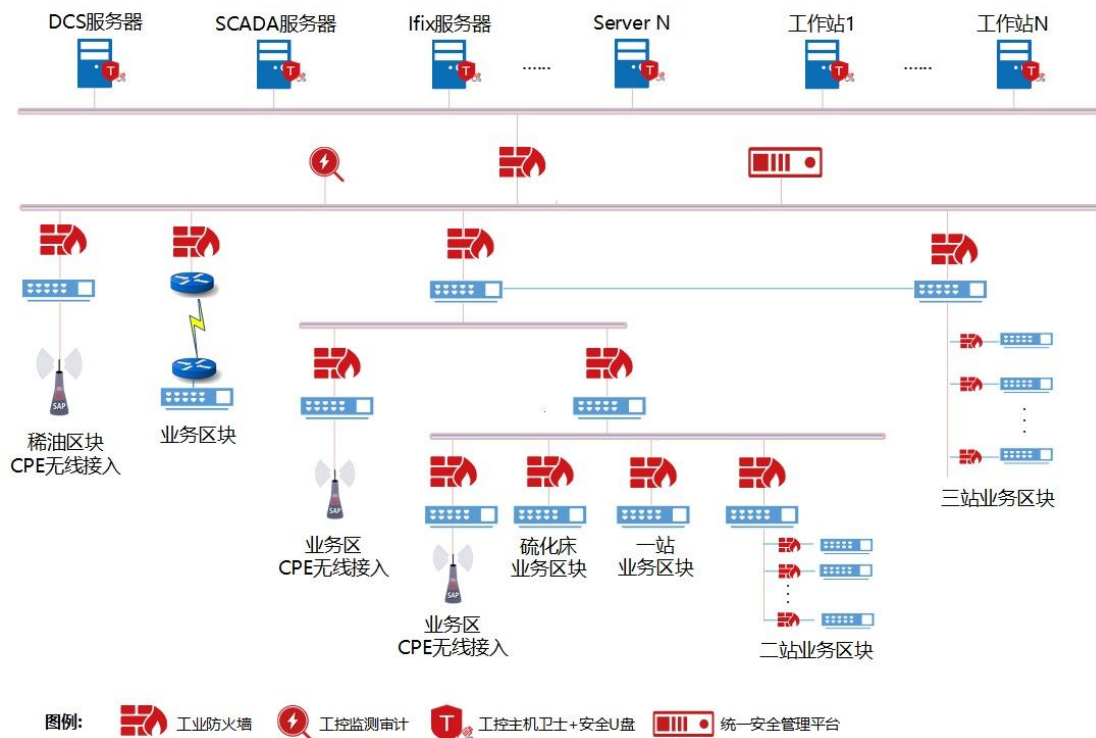 DCS服务器
SCADA服务器
Ifix服务器
Server N
工作站1
工作站N
······
······
SAP
稀油区块
CPE无线接入
业务区块
SAP
业务区
CPE无线接入
SAP
业务区
CPE无线接入
硫化床
业务区块
一站
业务区块
二站业务区块
三站业务区块
图例:
工业防火墙
工控监测审计
T
工控主机卫士+安全U盘
统一安全管理平台